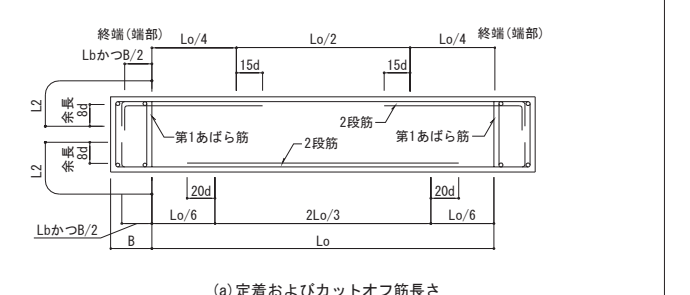 終端(端部)
終端(端部)
Lo/4
Lo/2
Lo/4
LbかつB/2
15d
15d
L2
余長
8d
第1あばら筋
2段筋
2段筋
第1あばら筋
L2
余長
8d
20d
20d
LbかつB/2
Lo/6
2Lo/3
Lo/6
B
Lo
(a)定着およびカットオフ筋長さ